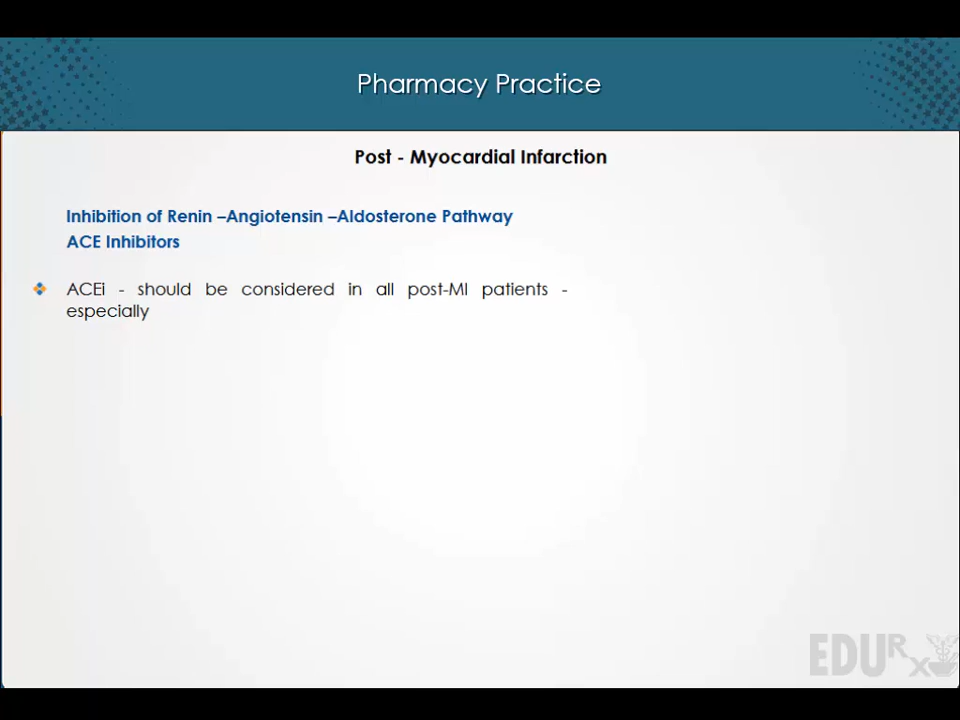 Pharmacy Practice
Post - Myocardial Infarction
Inhibition of Renin –Angiotensin –Aldosterone Pathway
ACE Inhibitors
ACEi - should be considered in all post-MI patients -
especially
EDURx